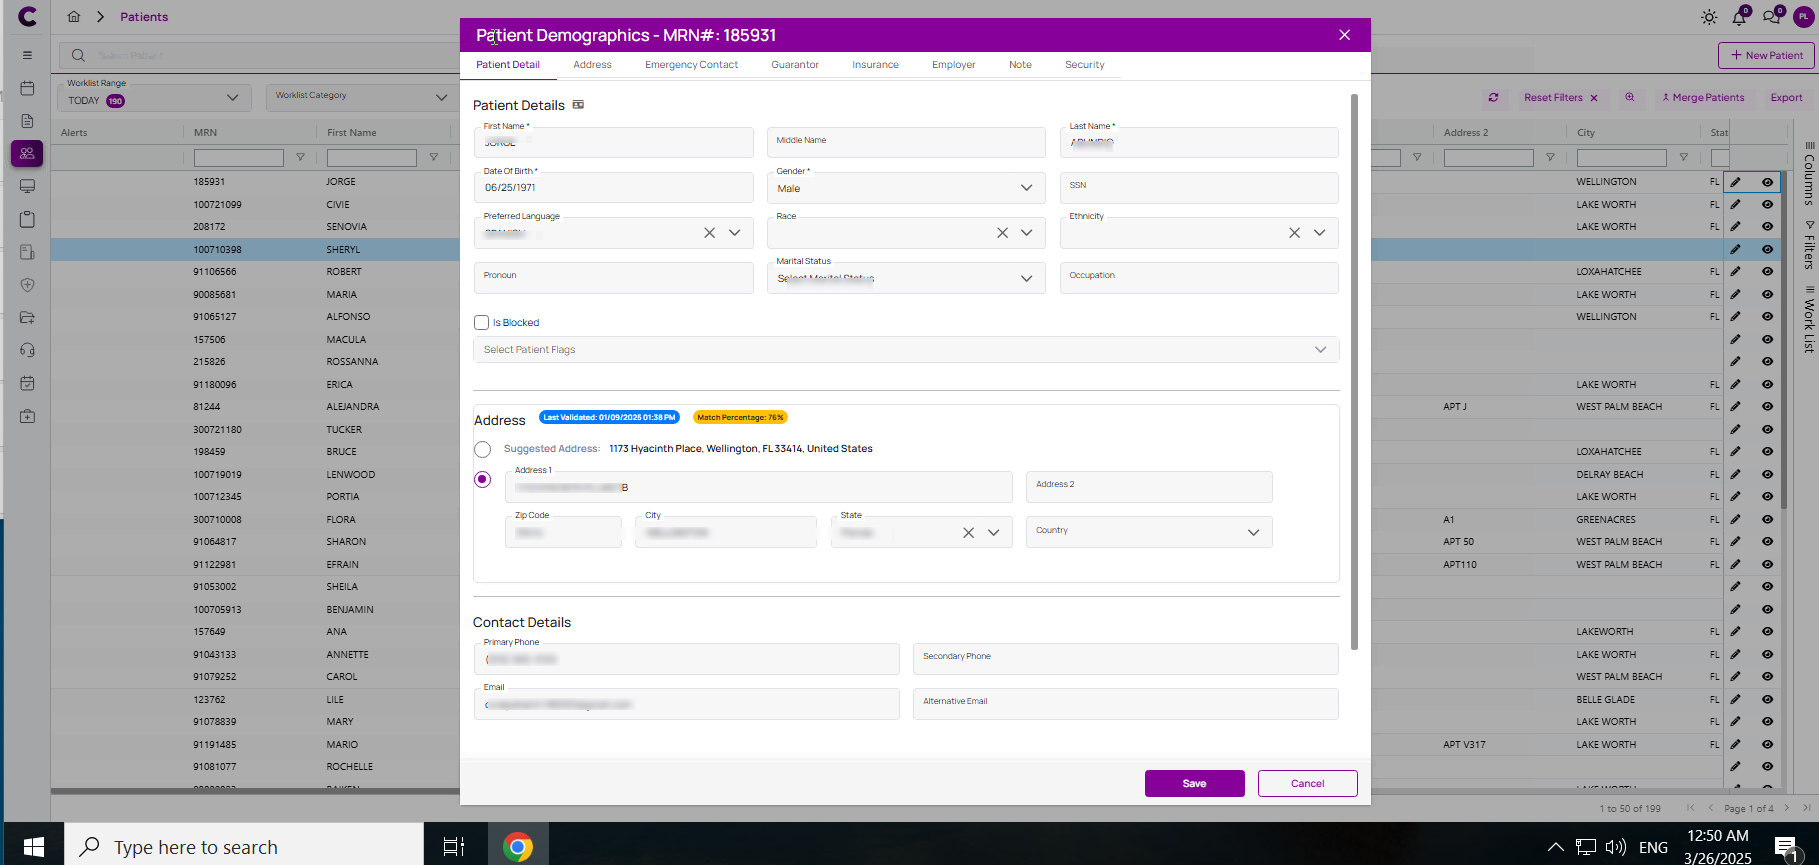 Patients
0
0
PL
Search Patient
New Patient
Worklist Range
TODAY 190
Worklist Category
Reset Filters
Merge Patients
Export
Alerts MRN First Name Address 2 City Stat
185931 JORGE WELLINGTON FL
100721099 CIVIE LAKE WORTH FL
208172 SENOVIA LAKE WORTH FL
100710398 SHERYL
91106566 ROBERT LOXAHATCHEE FL
90085681 MARIA LAKE WORTH FL
91065127 ALFONSO WELLINGTON FL
157506 MACULA
215826 ROSSANNA
91180096 ERICA LAKE WORTH FL
81244 ALEJANDRA APT J WEST PALM BEACH FL
300721180 TUCKER
198459 BRUCE LOXAHATCHEE FL
100719019 LENWOOD DELRAY BEACH FL
100712345 PORTIA LAKE WORTH FL
300710008 FLORA A1 GREENACRES FL
91064817 SHARON APT 50 WEST PALM BEACH FL
91122981 EFRAIN APT110 WEST PALM BEACH FL
91053002 SHEILA
100705913 BENJAMIN
157649 ANA LAKEWORTH FL
91043133 ANNETTE LAKE WORTH FL
91079252 CAROL WEST PALM BEACH FL
123762 LILE BELLE GLADE FL
91078839 MARY LAKE WORTH FL
91191485 MARIO APT V317 LAKE WORTH FL
91081077 ROCHELLE
1 to 50 of 199
Page 1 of 4
Columns
Filters
Work List
Patient Demographics - MRN#: 185931
Patient Detail Address Emergency Contact Guarantor Insurance Employer Note Security
Patient Details
First Name *
JORGE
Middle Name
Last Name *
Date Of Birth *
06/25/1971
Gender *
Male
SSN
Preferred Language
Race
Ethnicity
Pronoun
Marital Status
Select Marital Status
Occupation
Is Blocked
Select Patient Flags
Address
Last Validated: 01/09/2025 01:38 PM
Match Percentage: 76%
Suggested Address: 1173 Hyacinth Place, Wellington, FL 33414, United States
Address 1
B
Address 2
Zip Code
City
State
Country
Contact Details
Primary Phone
(
Secondary Phone
Email
Alternative Email
Save
Cancel
Type here to search
ENG
12:50 AM
3/26/2025
1